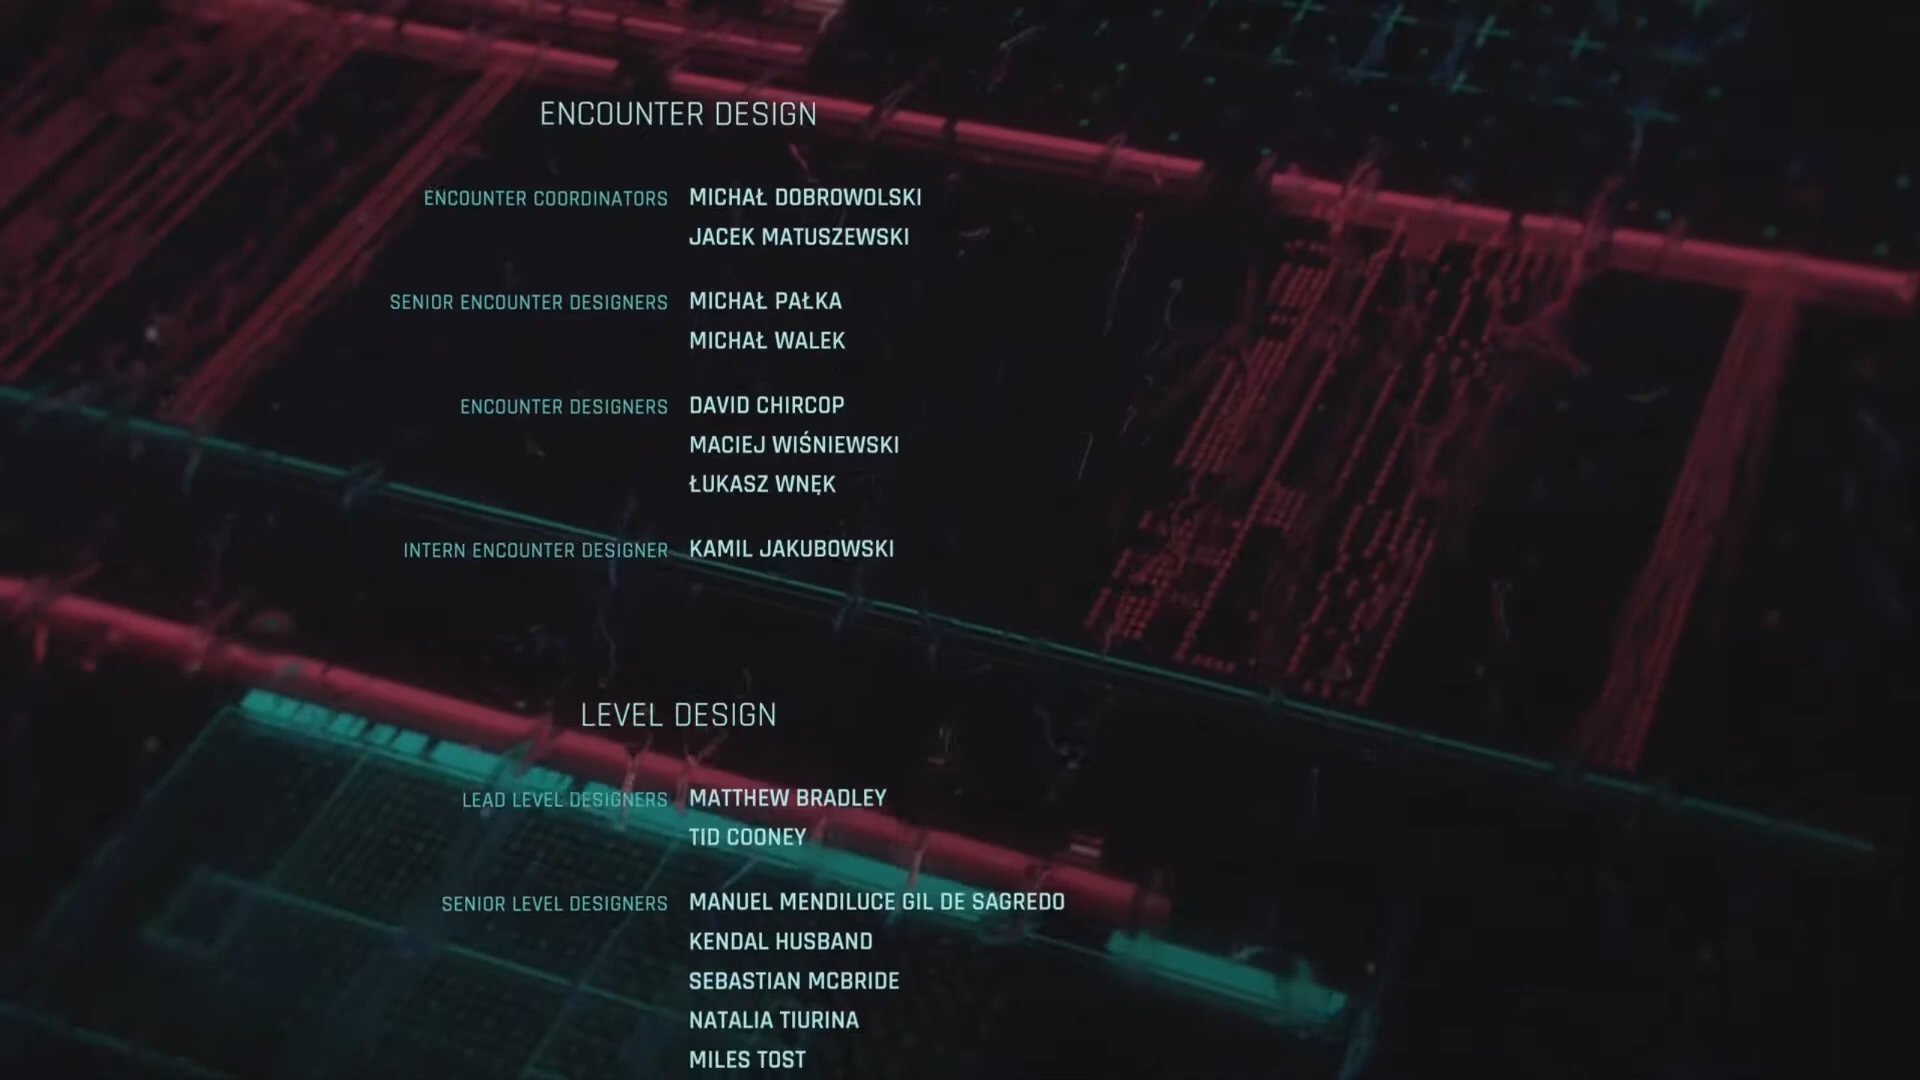 ENCOUNTER DESIGN
ENCOUNTER COORDINATORS MICHAŁ DOBROWOLSKI
JACEK MATUSZEWSKI
SENIOR ENCOUNTER DESIGNERS MICHAŁ PAŁKA
MICHAŁ WALEK
ENCOUNTER DESIGNERS DAVID CHIRCOP
MACIEJ WIŚNIEWSKI
ŁUKASZ WNĘK
INTERN ENCOUNTER DESIGNER KAMIL JAKUBOWSKI
LEVEL DESIGN
LEAD LEVEL DESIGNERS MATTHEW BRADLEY
TID COONEY
SENIOR LEVEL DESIGNERS MANUEL MENDILUCE GIL DE SAGREDO
KENDAL HUSBAND
SEBASTIAN MCBRIDE
NATALIA TIURINA
MILES TOST